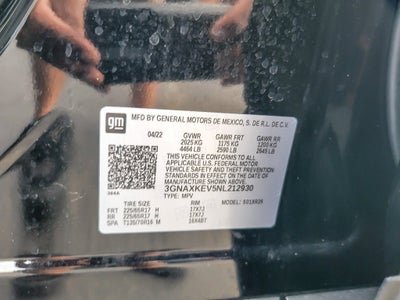 gm
MFD BY GENERAL MOTORS DE MEXICO, S. DE R.L. DE C.V.
04/22 GVWR GAWR FRT GAWR RR
2025 KG 1175 KG 1200 KG
4464 LB 2590 LB 2645 LB
THIS VEHICLE CONFORMS TO ALL
APPLICABLE U.S. FEDERAL MOTOR
VEHICLE SAFETY AND THEFT PREVENTION
STANDARDS IN EFFECT ON THE DATE OF
MANUFACTURE SHOWN ABOVE.
3GNAXKEV5NL212930
TYPE: MPV
TIRE SIZE RIM MODEL:
FRT 225/65R17 H 17X7J
RR 225/65R17 H 17X7J
SPA T135/70R16 M 16X4BT